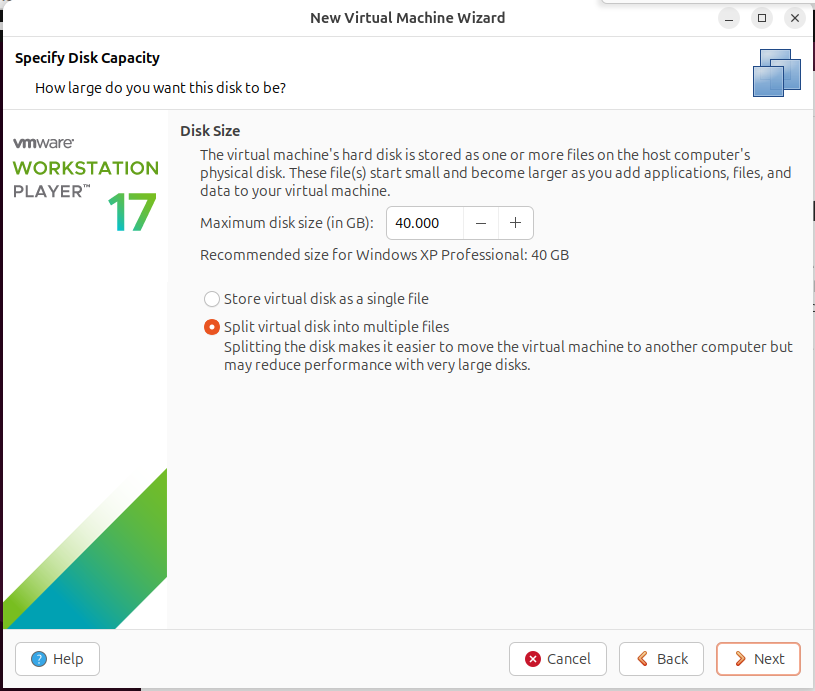 New Virtual Machine Wizard
Specify Disk Capacity
How large do you want this disk to be?
vmware
WORKSTATION
PLAYER™
17
Disk Size
The virtual machine's hard disk is stored as one or more files on the host computer's
physical disk. These file(s) start small and become larger as you add applications, files, and
data to your virtual machine.
Maximum disk size (in GB): 40.000 − +
Recommended size for Windows XP Professional: 40 GB
Store virtual disk as a single file
Split virtual disk into multiple files
Splitting the disk makes it easier to move the virtual machine to another computer but
may reduce performance with very large disks.
Help Cancel Back Next